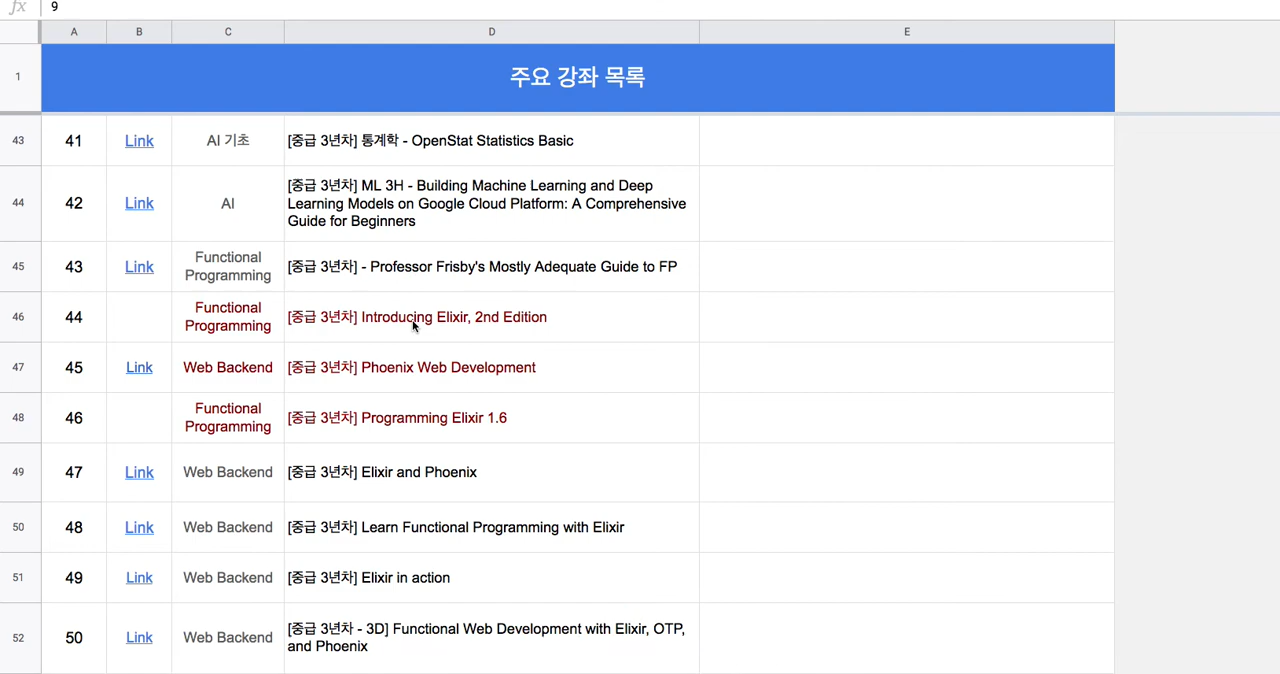 fx 9
A B C D E
1 주요 강좌 목록
43 41 Link AI 기초 [중급 3년차] 통계학 - OpenStat Statistics Basic
44 42 Link AI [중급 3년차] ML 3H - Building Machine Learning and Deep
Learning Models on Google Cloud Platform: A Comprehensive
Guide for Beginners
45 43 Link Functional
Programming [중급 3년차] - Professor Frisby's Mostly Adequate Guide to FP
46 44 Functional
Programming [중급 3년차] Introducing Elixir, 2nd Edition
47 45 Link Web Backend [중급 3년차] Phoenix Web Development
48 46 Functional
Programming [중급 3년차] Programming Elixir 1.6
49 47 Link Web Backend [중급 3년차] Elixir and Phoenix
50 48 Link Web Backend [중급 3년차] Learn Functional Programming with Elixir
51 49 Link Web Backend [중급 3년차] Elixir in action
52 50 Link Web Backend [중급 3년차 - 3D] Functional Web Development with Elixir, OTP,
and Phoenix